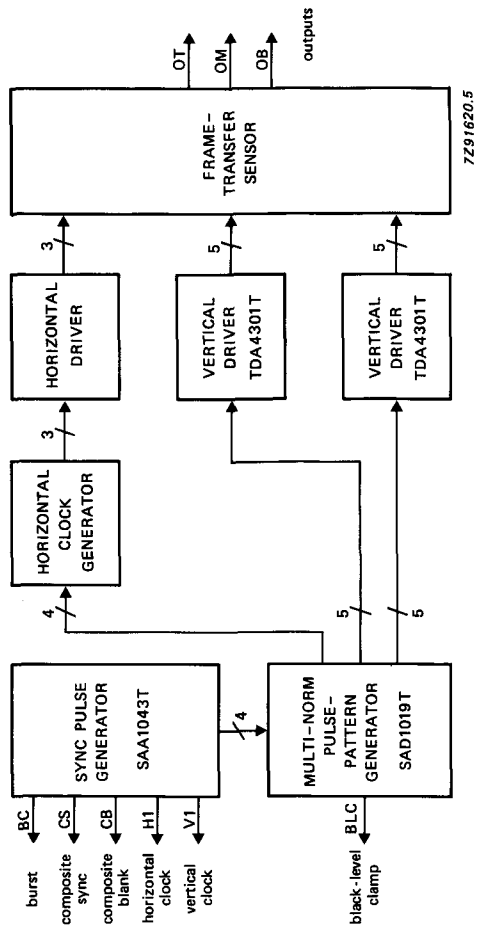 BC
CS
CB
H1
V1
burst
composite
sync
composite
blank
horizontal
clock
vertical
clock
SYNC PULSE
GENERATOR
SAA1043T
4
BLC
black-level
clamp
MULTI-NORM
PULSE-
PATTERN
GENERATOR
SAD1019T
4
5
5
HORIZONTAL
CLOCK
GENERATOR
3
HORIZONTAL
DRIVER
3
VERTICAL
DRIVER
TDA4301T
5
VERTICAL
DRIVER
TDA4301T
5
FRAME-
TRANSFER
SENSOR
OT
OM
OB
outputs
7Z91620.5